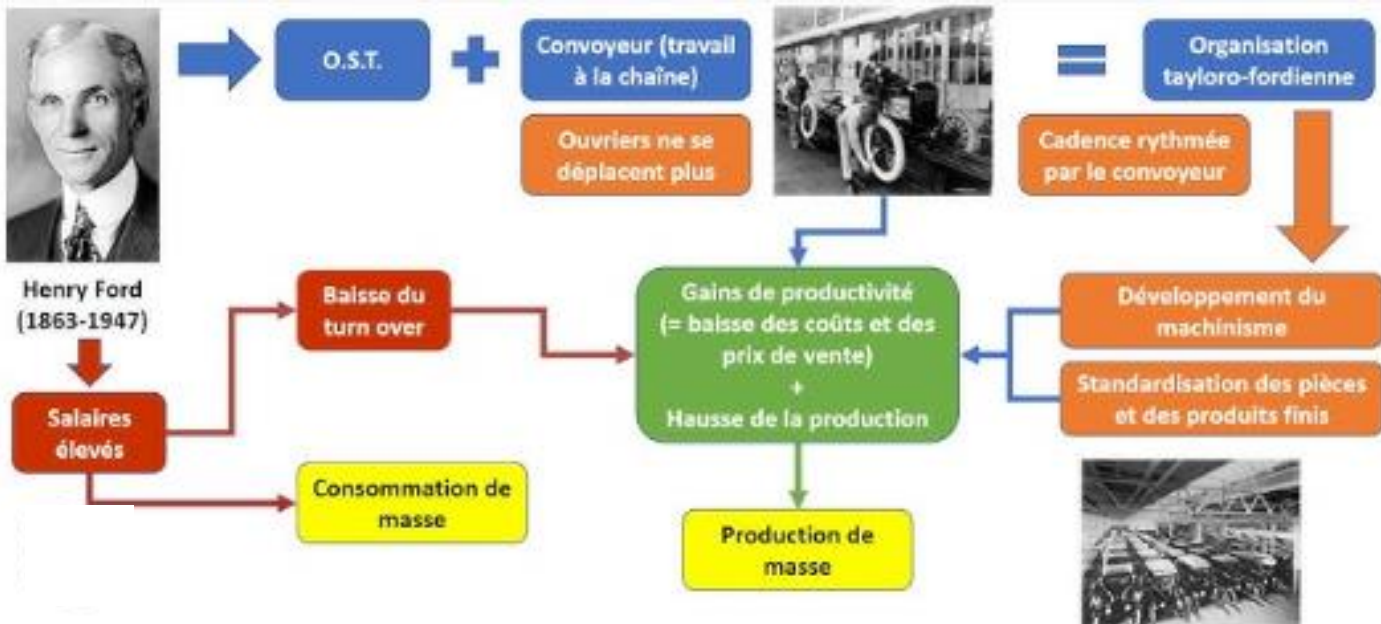 O.S.T.
Convoyeur (travail
à la chaîne)
Organisation
tayloro-fordienne
Ouvriers ne se
déplacent plus
Cadence rythmée
par le convoyeur
Henry Ford
(1863-1947)
Baisse du
turn over
Gains de productivité
(= baisse des coûts et des
prix de vente)
+
Hausse de la production
Développement du
machinisme
Standardisation des pièces
et des produits finis
Salaires
élevés
Consommation de
masse
Production de
masse